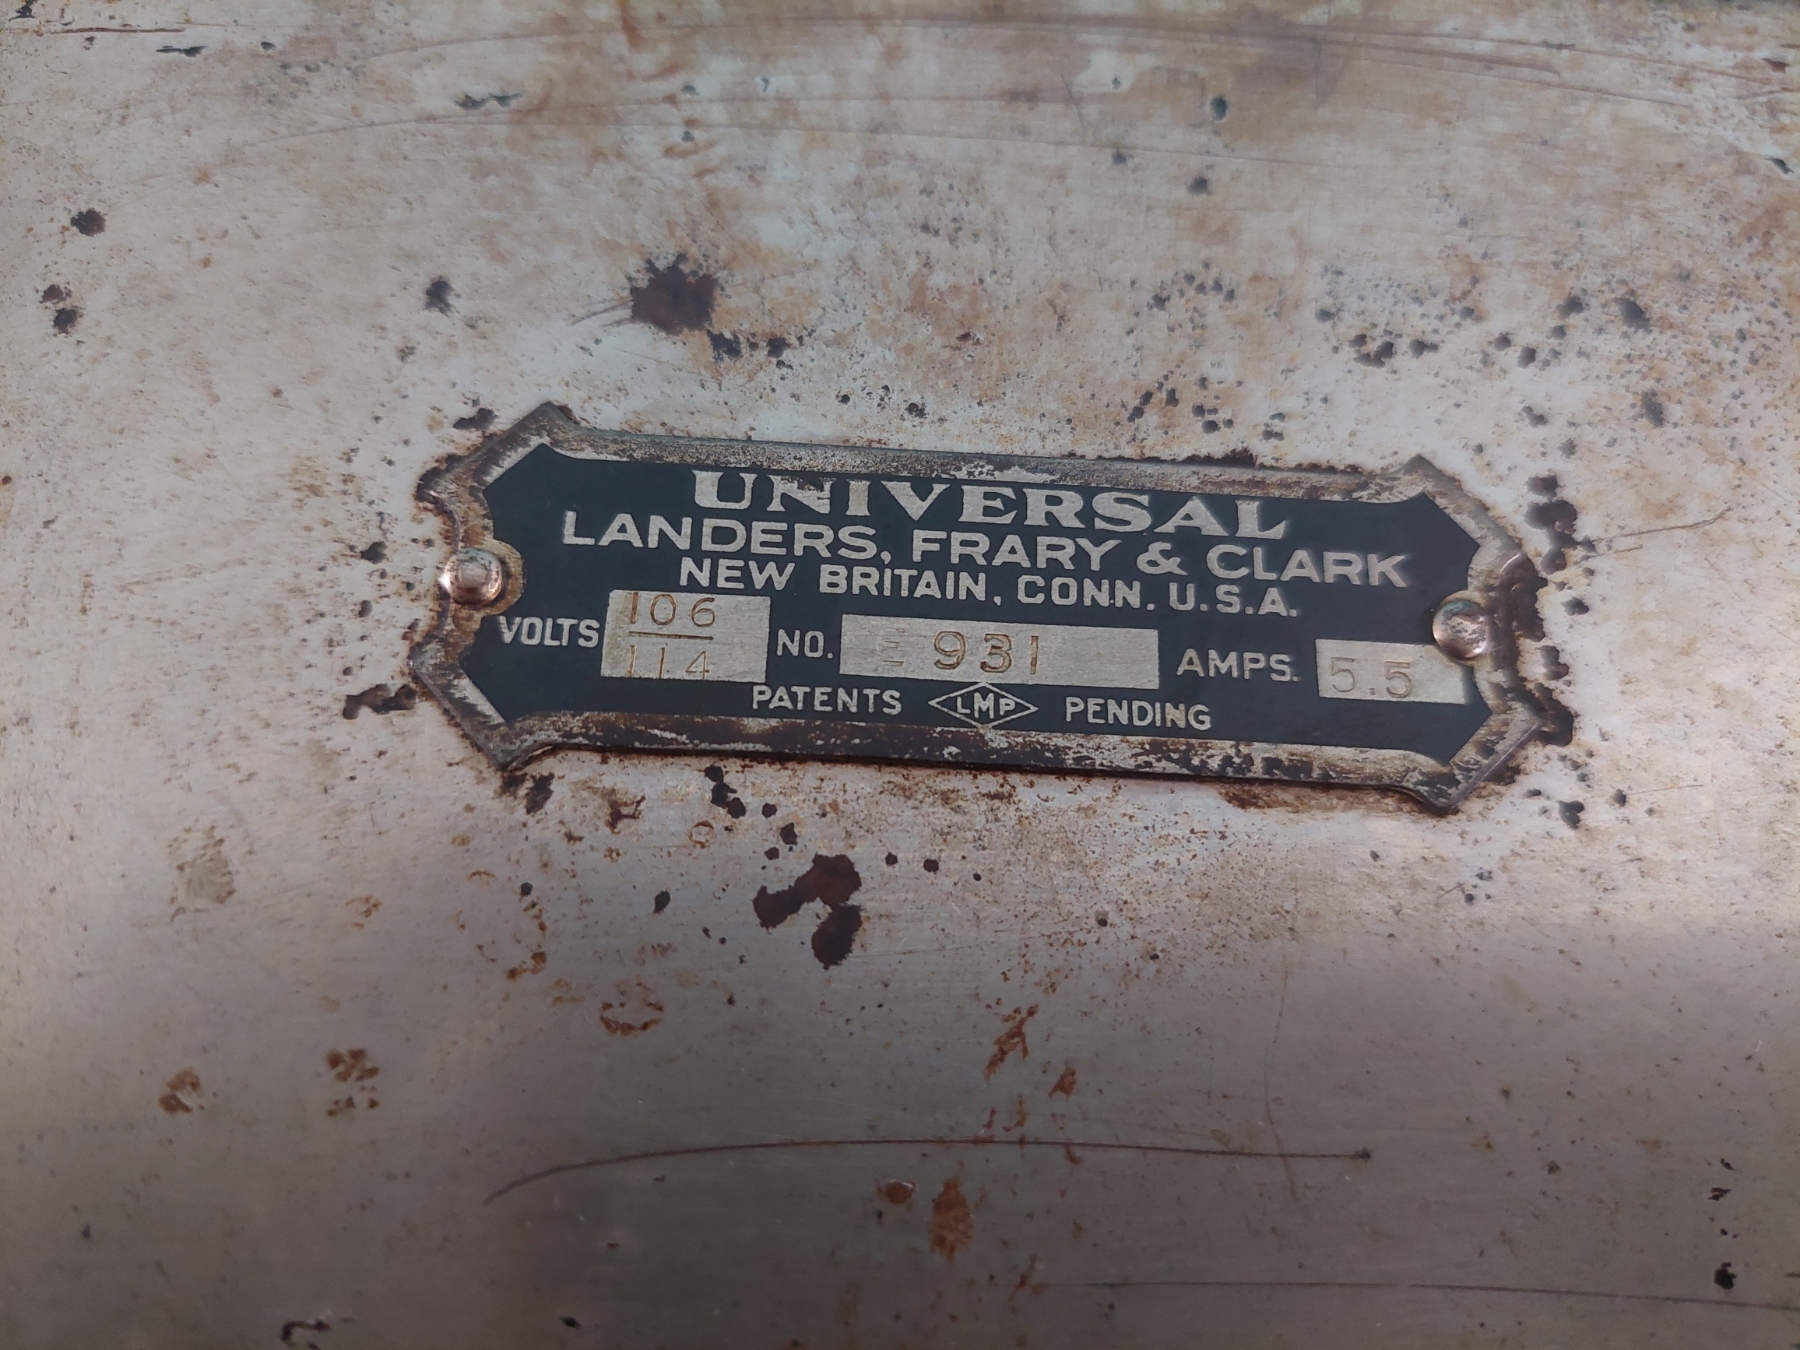 UNIVERSAL
LANDERS, FRARY & CLARK
NEW BRITAIN, CONN. U.S.A.
VOLTS 106 / 114 NO. E 931 AMPS. 5.5
PATENTS LMP PENDING